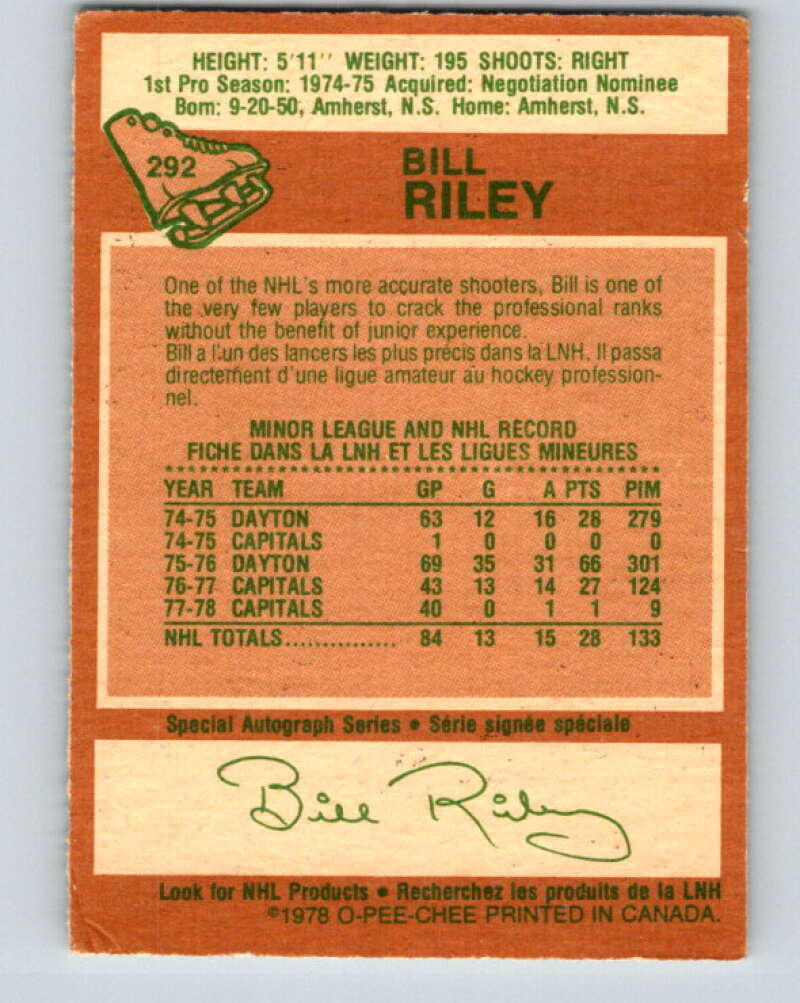 HEIGHT: 5'11'' WEIGHT: 195 SHOOTS: RIGHT
1st Pro Season: 1974-75 Acquired: Negotiation Nominee
Born: 9-20-50, Amherst, N.S. Home: Amherst, N.S.
292
BILL
RILEY
One of the NHL's more accurate shooters, Bill is one of
the very few players to crack the professional ranks
without the benefit of junior experience.
Bill a l'un des lancers les plus précis dans la LNH. Il passa
directement d'une ligue amateur au hockey profession-
nel.
MINOR LEAGUE AND NHL RECORD
FICHE DANS LA LNH ET LES LIGUES MINEURES
YEAR TEAM GP G A PTS PIM
74-75 DAYTON 63 12 16 28 279
74-75 CAPITALS 1 0 0 0 0
75-76 DAYTON 69 35 31 66 301
76-77 CAPITALS 43 13 14 27 124
77-78 CAPITALS 40 0 1 1 9
NHL TOTALS............... 84 13 15 28 133
Special Autograph Series • Série signée spéciale
Bill Riley
Look for NHL Products • Recherchez les produits de la LNH
©1978 O-PEE-CHEE PRINTED IN CANADA.